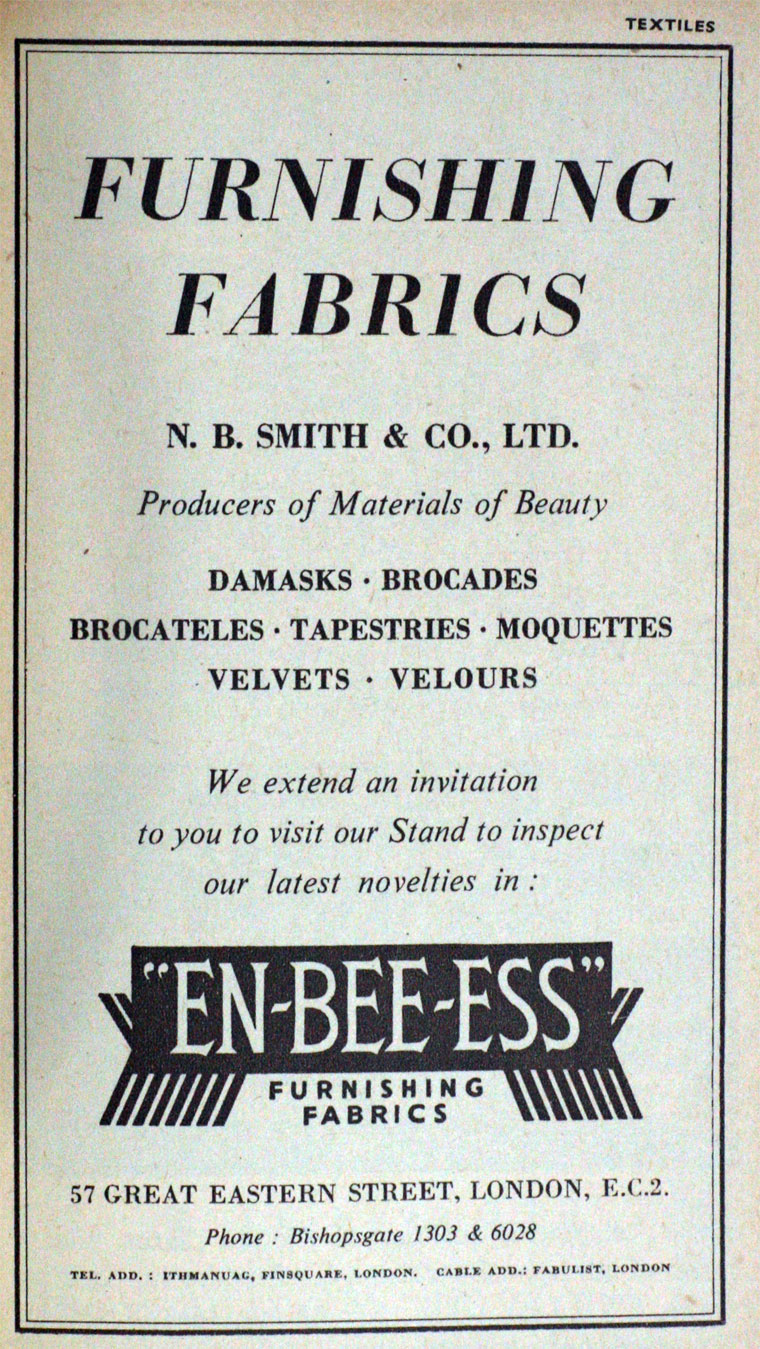 TEXTILES
FURNISHING
FABRICS
N. B. SMITH & CO., LTD.
Producers of Materials of Beauty
DAMASKS · BROCADES
BROCATELES · TAPESTRIES · MOQUETTES
VELVETS · VELOURS
We extend an invitation
to you to visit our Stand to inspect
our latest novelties in :
"EN-BEE-ESS"
FURNISHING
FABRICS
57 GREAT EASTERN STREET, LONDON, E.C.2.
Phone : Bishopsgate 1303 & 6028
TEL. ADD. : ITHMANUAG, FINSQUARE, LONDON. CABLE ADD.: FABULIST, LONDON